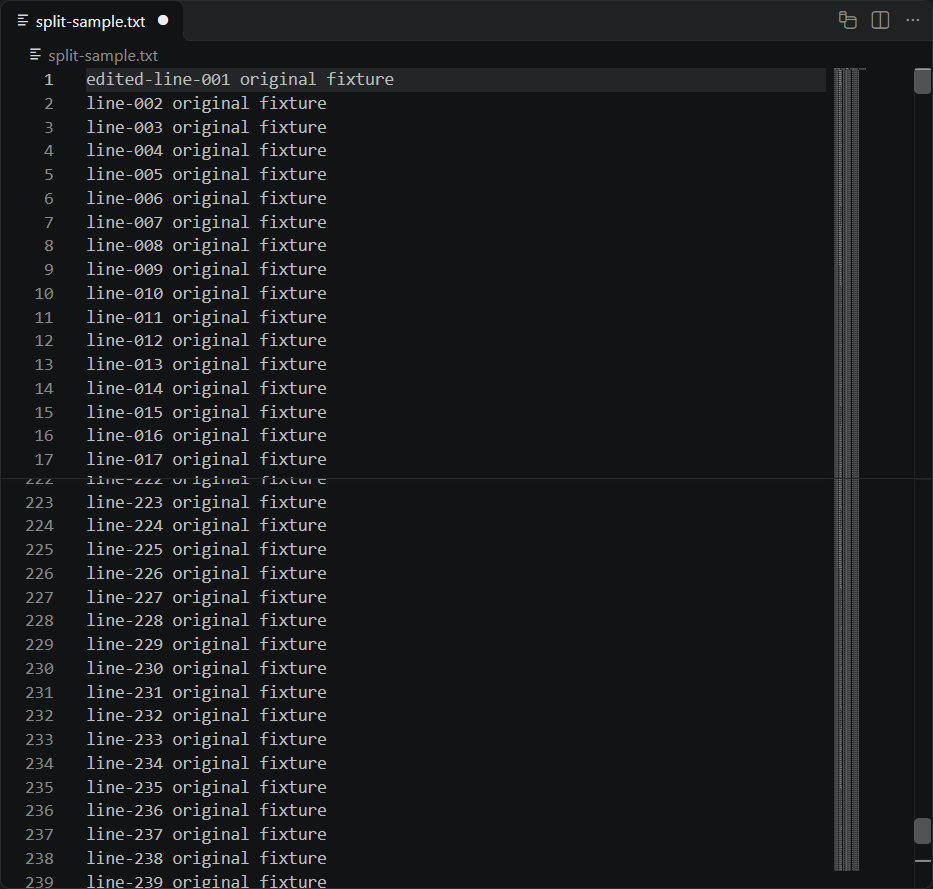 split-sample.txt
split-sample.txt
1 edited-line-001 original fixture
2 line-002 original fixture
3 line-003 original fixture
4 line-004 original fixture
5 line-005 original fixture
6 line-006 original fixture
7 line-007 original fixture
8 line-008 original fixture
9 line-009 original fixture
10 line-010 original fixture
11 line-011 original fixture
12 line-012 original fixture
13 line-013 original fixture
14 line-014 original fixture
15 line-015 original fixture
16 line-016 original fixture
17 line-017 original fixture
222 line-222 original fixture
223 line-223 original fixture
224 line-224 original fixture
225 line-225 original fixture
226 line-226 original fixture
227 line-227 original fixture
228 line-228 original fixture
229 line-229 original fixture
230 line-230 original fixture
231 line-231 original fixture
232 line-232 original fixture
233 line-233 original fixture
234 line-234 original fixture
235 line-235 original fixture
236 line-236 original fixture
237 line-237 original fixture
238 line-238 original fixture
239 line-239 original fixture